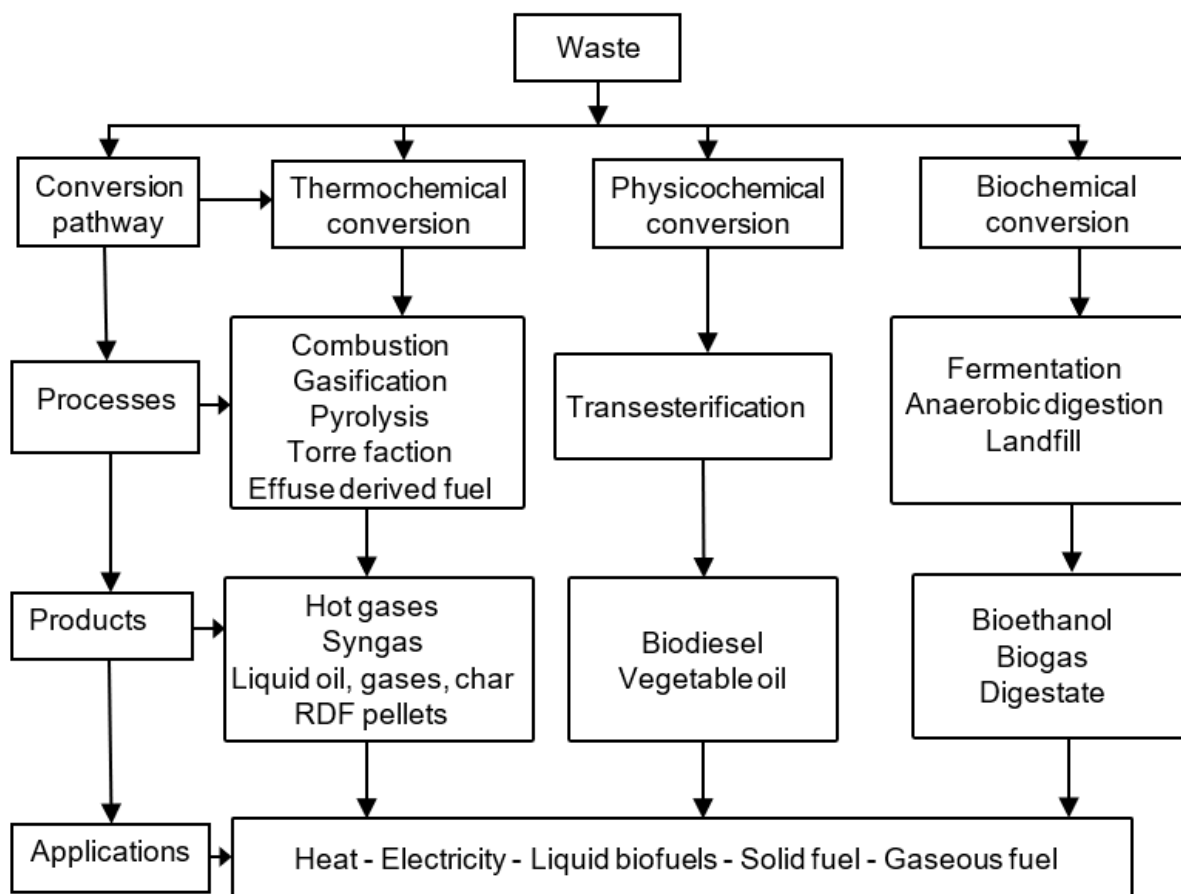 Waste
Conversion
pathway
Thermochemical
conversion
Physicochemical
conversion
Biochemical
conversion
Processes
Combustion
Gasification
Pyrolysis
Torre faction
Effuse derived fuel
Transesterification
Fermentation
Anaerobic digestion
Landfill
Products
Hot gases
Syngas
Liquid oil, gases, char
RDF pellets
Biodiesel
Vegetable oil
Bioethanol
Biogas
Digestate
Applications
Heat - Electricity - Liquid biofuels - Solid fuel - Gaseous fuel